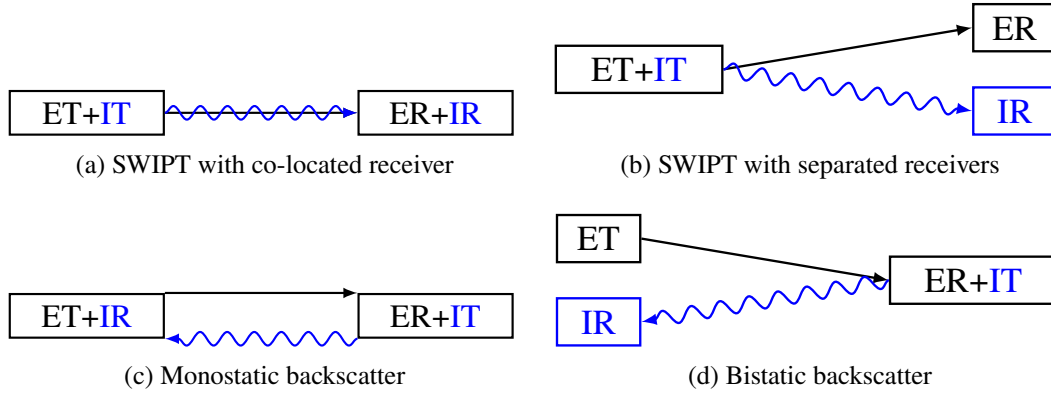 ET+IT
ER+IR
(a) SWIPT with co-located receiver
ET+IT
ER
IR
(b) SWIPT with separated receivers
ET+IR
ER+IT
(c) Monostatic backscatter
ET
IR
ER+IT
(d) Bistatic backscatter